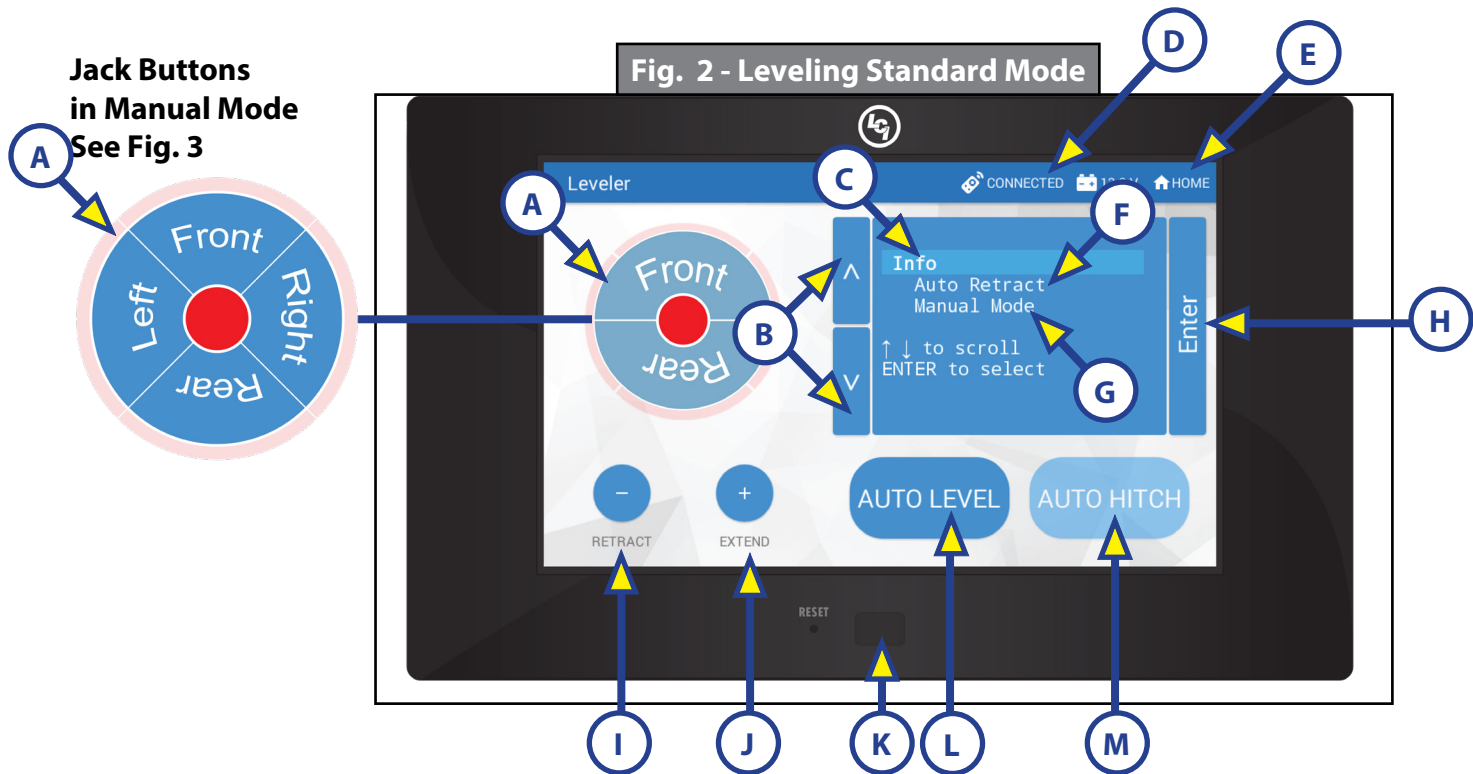 Jack Buttons
in Manual Mode
See Fig. 3
Fig. 2 - Leveling Standard Mode
D
E
A
LCI
C
Leveler
CONNECTED
HOME
A
F
Front
Left
Right
Rear
Front
Rear
B
^
v
Info
Auto Retract
Manual Mode
↑ ↓ to scroll
ENTER to select
Enter
H
G
−
RETRACT
+
EXTEND
AUTO LEVEL
AUTO HITCH
RESET
I
J
K
L
M